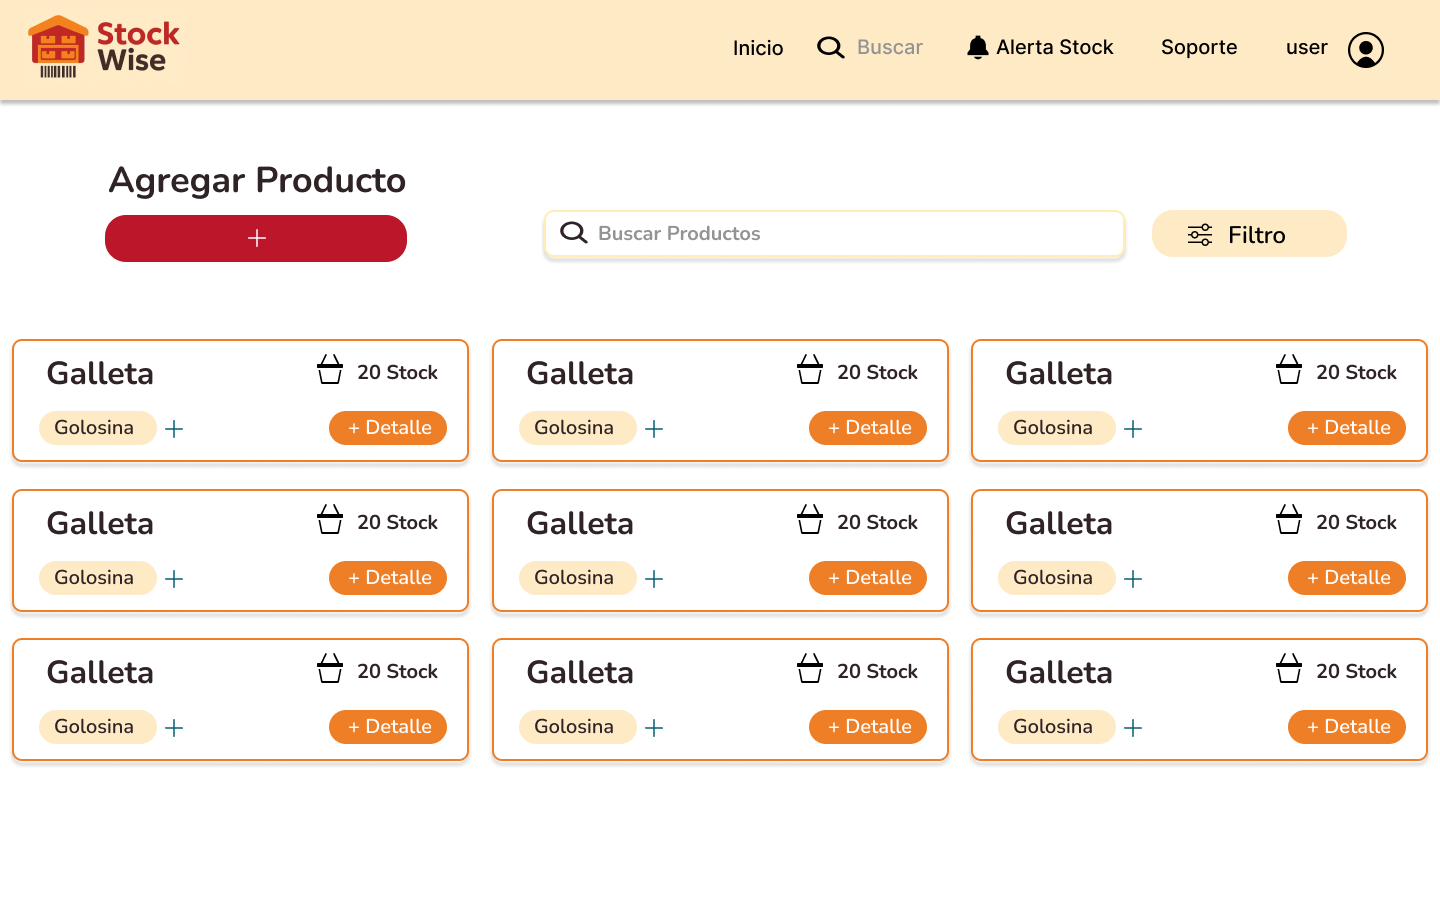 Stock
Wise
Inicio
Buscar
Alerta Stock
Soporte
user
Agregar Producto
+
Buscar Productos
Filtro
Galleta 20 Stock
Golosina + + Detalle
Galleta 20 Stock
Golosina + + Detalle
Galleta 20 Stock
Golosina + + Detalle
Galleta 20 Stock
Golosina + + Detalle
Galleta 20 Stock
Golosina + + Detalle
Galleta 20 Stock
Golosina + + Detalle
Galleta 20 Stock
Golosina + + Detalle
Galleta 20 Stock
Golosina + + Detalle
Galleta 20 Stock
Golosina + + Detalle